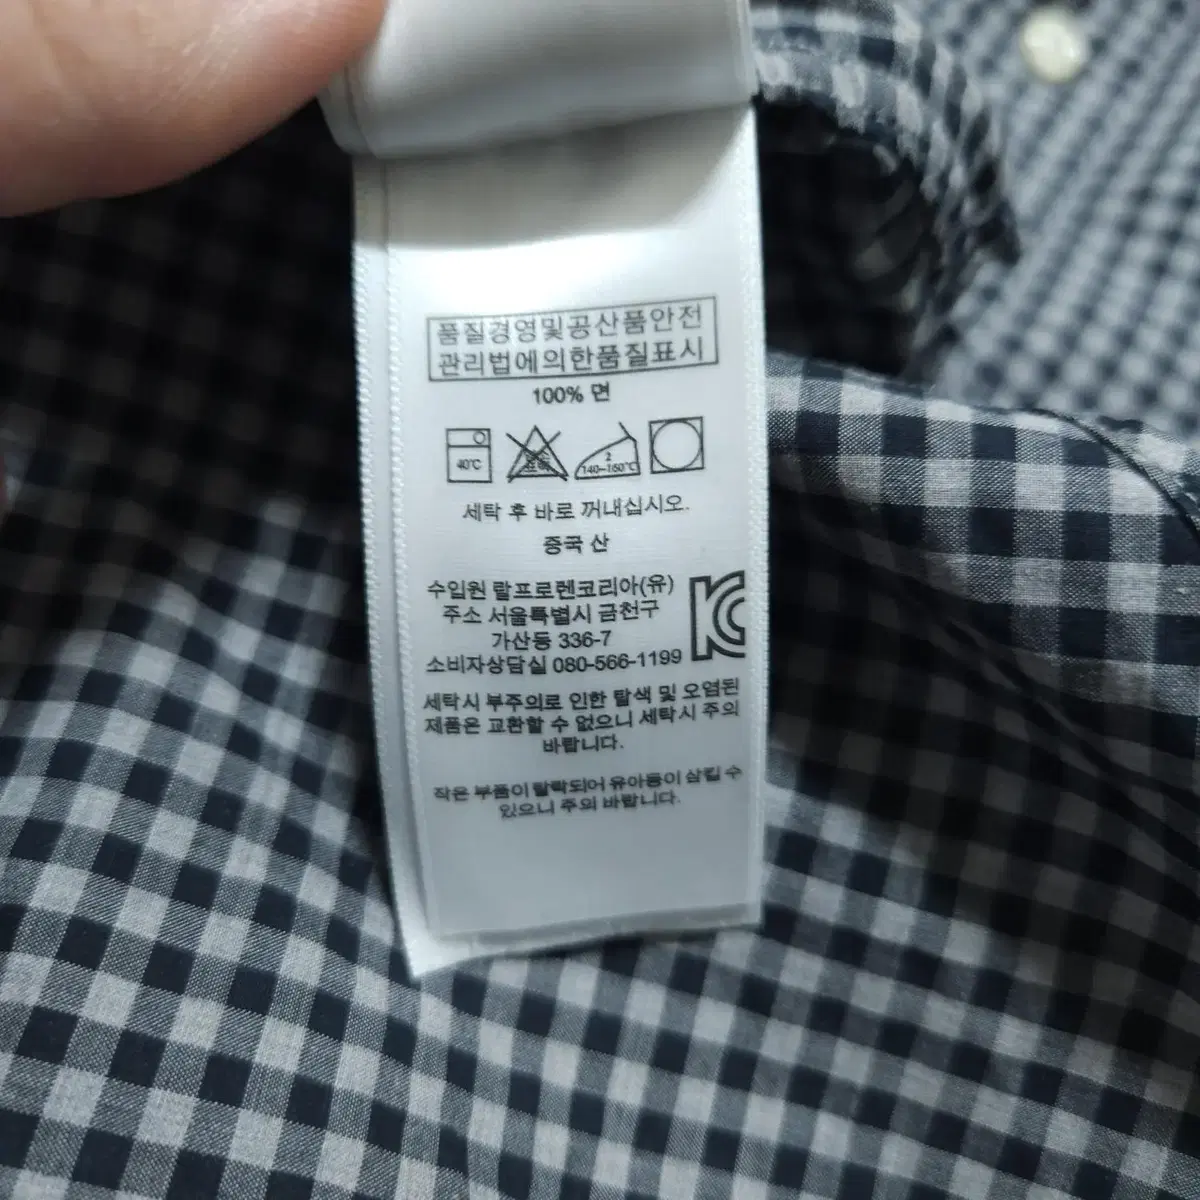 품질경영및공산품안전
관리법에의한품질표시
100% 면
40℃
표백
2
140~160℃
세탁 후 바로 꺼내십시오.
중국 산
수입원 랄프로렌코리아(유)
주소 서울특별시 금천구
가산동 336-7
소비자상담실 080-566-1199
세탁시 부주의로 인한 탈색 및 오염된
제품은 교환할 수 없으니 세탁시 주의
바랍니다.
작은 부품이 탈락되어 유아등이 삼킬 수
있으니 주의 바랍니다.